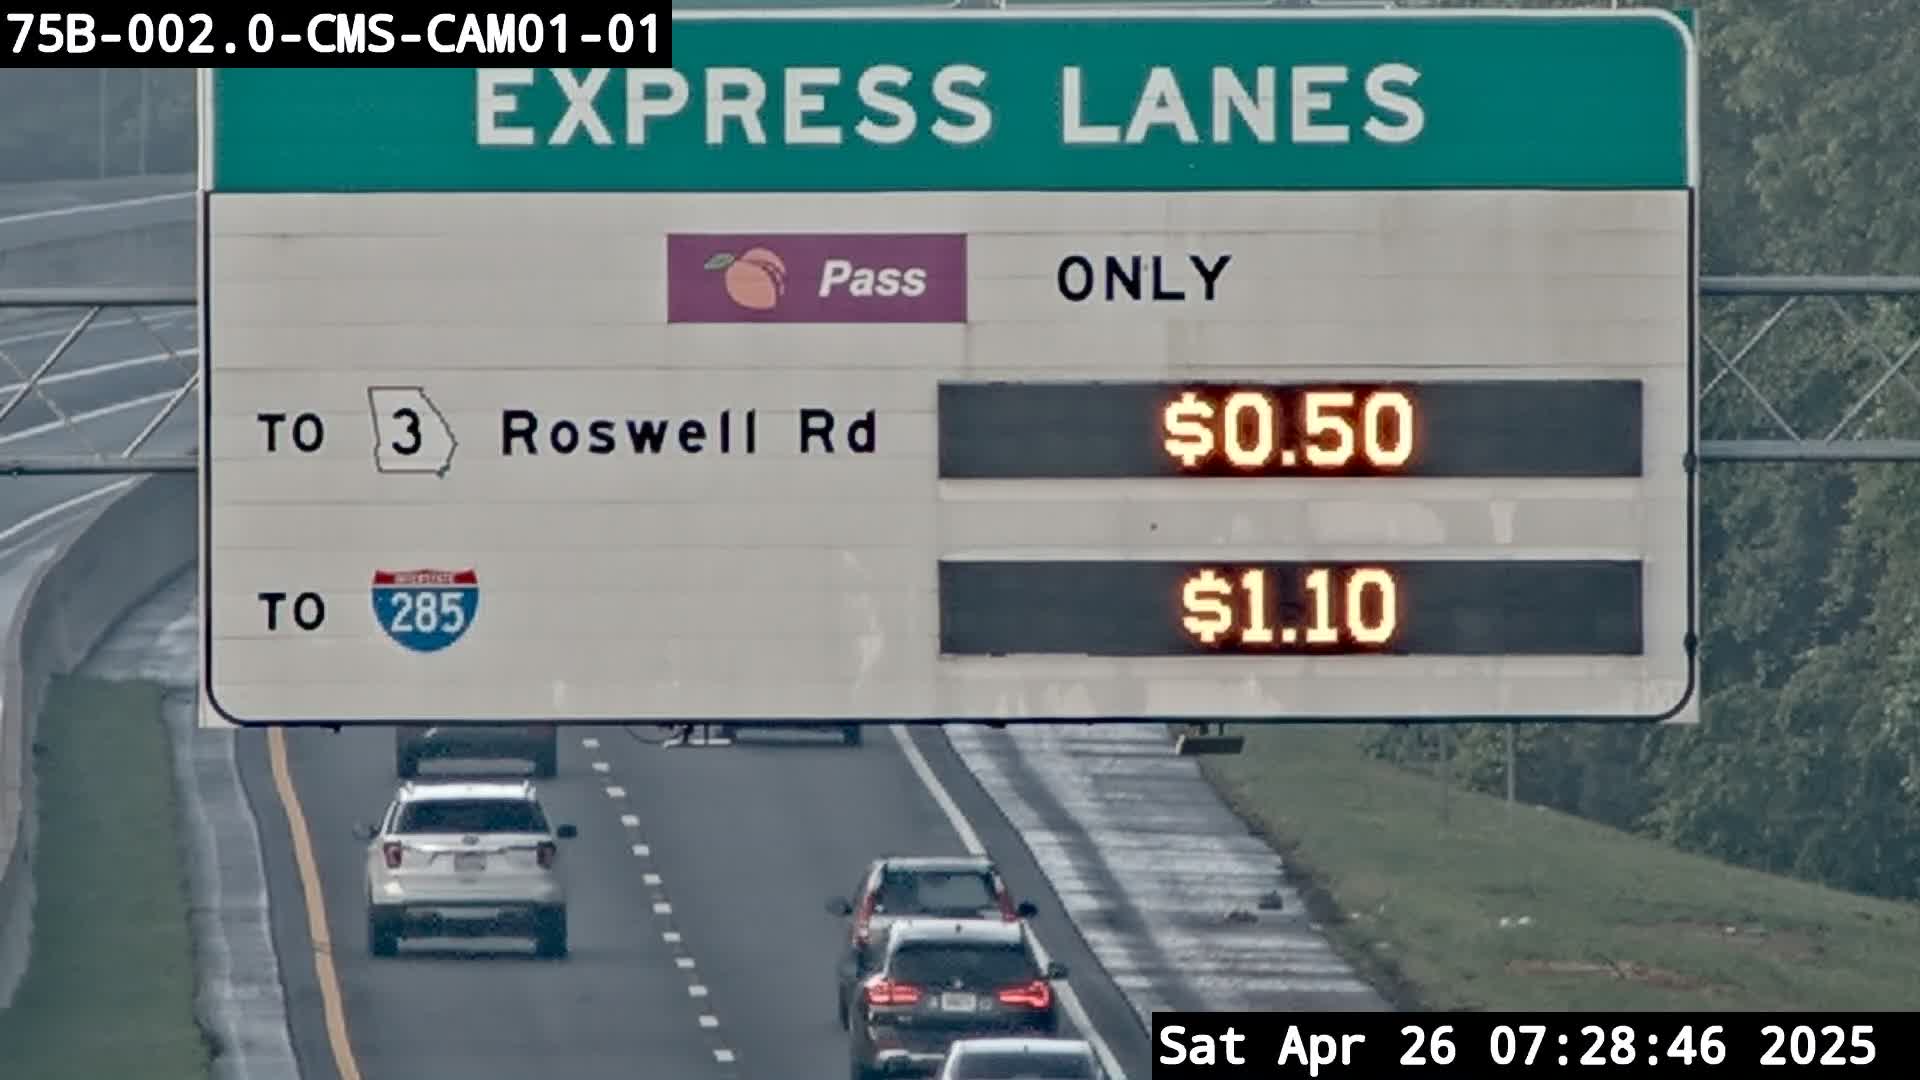 75B-002.0-CMS-CAM01-01
EXPRESS LANES
Pass ONLY
TO 3 Roswell Rd $0.50
INTERSTATE
TO 285 $1.10
Sat Apr 26 07:28:46 2025